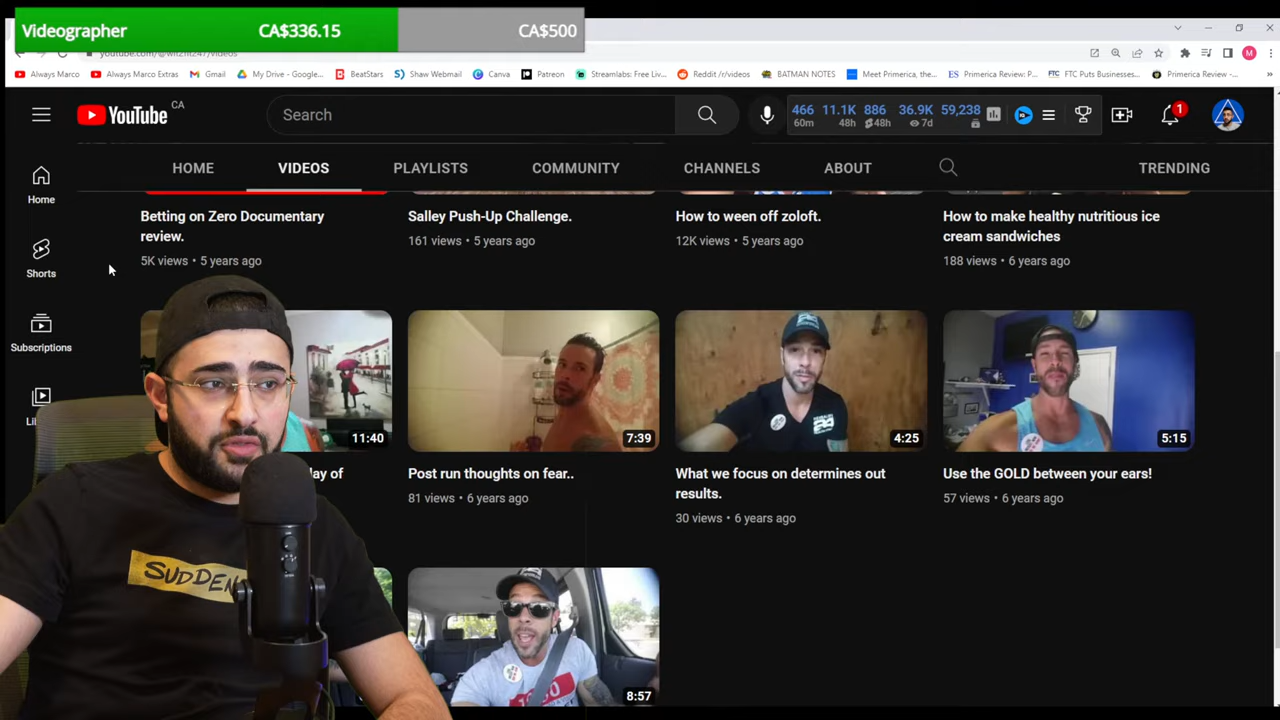 Videographer CA$336.15 CA$500
Always Marco Always Marco Extras Gmail My Drive - Google... BeatStars Shaw Webmail Canva Patreon Streamlabs: Free Livi... Reddit /r/videos BATMAN NOTES Meet Primerica, the... Primerica Review: P... FTC Puts Businesses... Primerica Review -...
YouTube CA
Search
466 11.1K 886 36.9K 59,238
60m 48h 48h 7d
1
HOME VIDEOS PLAYLISTS COMMUNITY CHANNELS ABOUT TRENDING
Home
Shorts
Subscriptions
Betting on Zero Documentary
review.
5K views • 5 years ago
Salley Push-Up Challenge.
161 views • 5 years ago
How to ween off zoloft.
12K views • 5 years ago
How to make healthy nutritious ice
cream sandwiches
188 views • 6 years ago
11:40
7:39
4:25
5:15
lay of
Post run thoughts on fear..
81 views • 6 years ago
What we focus on determines out
results.
30 views • 6 years ago
Use the GOLD between your ears!
57 views • 6 years ago
8:57
SUDDEN